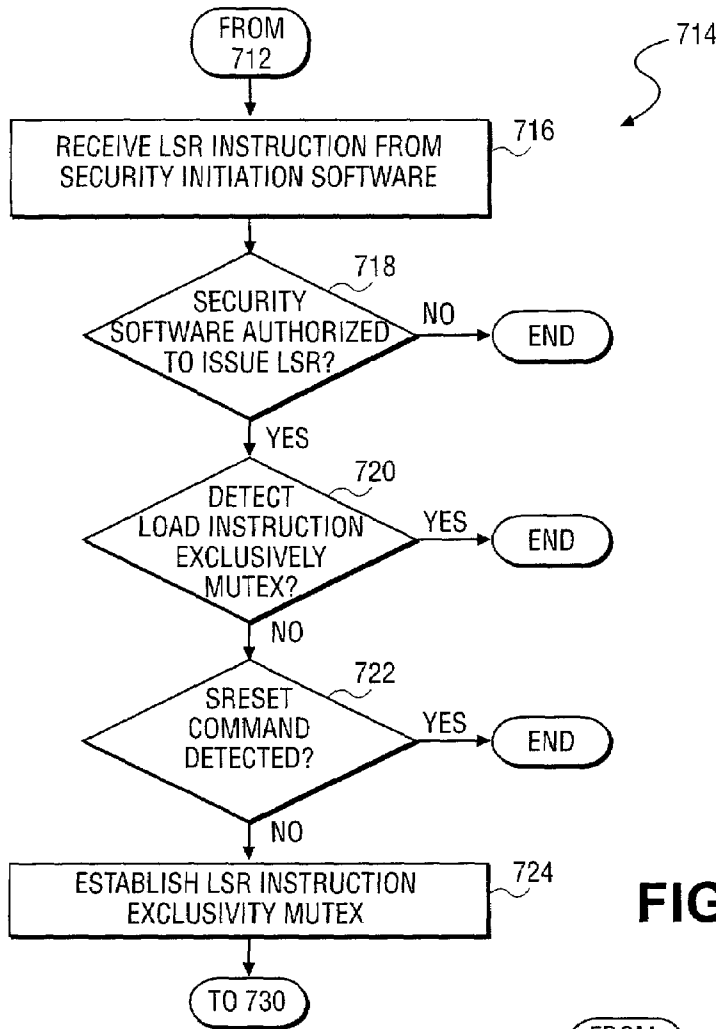 FROM
712
714
716
RECEIVE LSR INSTRUCTION FROM
SECURITY INITIATION SOFTWARE
718
SECURITY
SOFTWARE AUTHORIZED
TO ISSUE LSR?
NO
END
YES
720
DETECT
LOAD INSTRUCTION
EXCLUSIVELY
MUTEX?
YES
END
NO
722
SRESET
COMMAND
DETECTED?
YES
END
NO
724
ESTABLISH LSR INSTRUCTION
EXCLUSIVITY MUTEX
FIG
TO 730
FROM